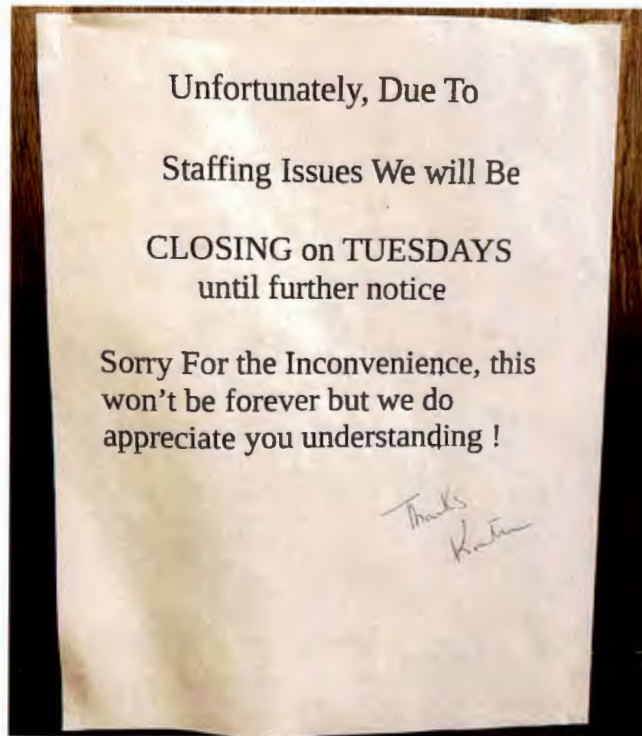 Unfortunately, Due To
Staffing Issues We will Be
CLOSING on TUESDAYS
until further notice
Sorry For the Inconvenience, this
won't be forever but we do
appreciate you understanding !
Thanks